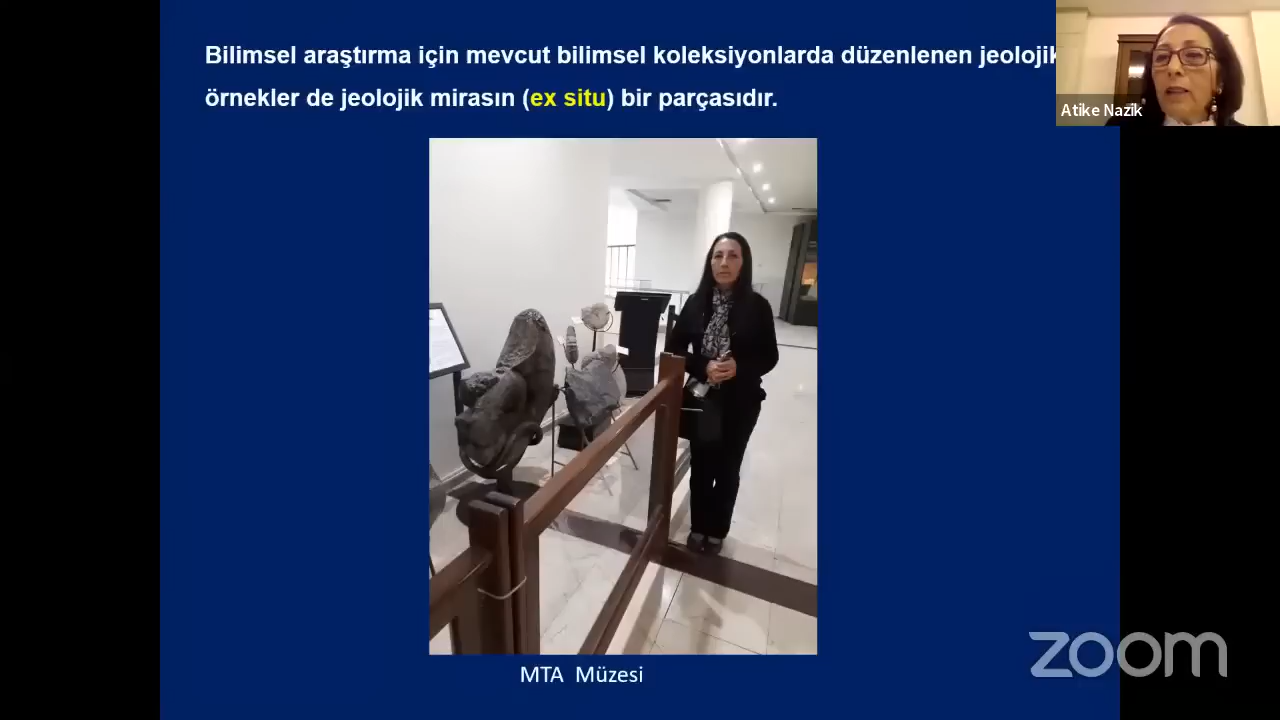 Bilimsel araştırma için mevcut bilimsel koleksiyonlarda düzenlenen jeolojik
örnekler de jeolojik mirasın (ex situ) bir parçasıdır.
Atike Nazik
MTA Müzesi
zoom